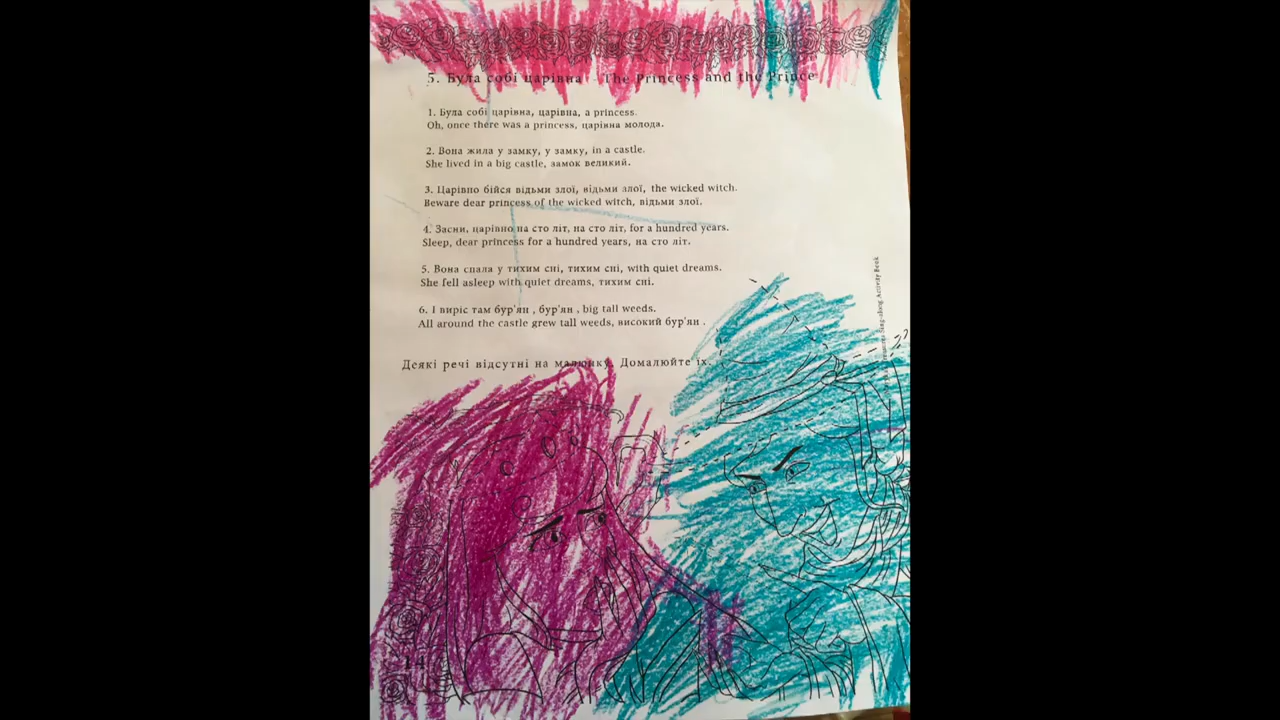 5. Була собі царівна - The Princess and the Prince
1. Була собі царівна, царівна, a princess.
Oh, once there was a princess, царівна молода.
2. Вона жила у замку, у замку, in a castle.
She lived in a big castle, замок великий.
3. Царівно бійся відьми злої, відьми злої, the wicked witch.
Beware dear princess of the wicked witch, відьми злої.
4. Засни, царівно на сто літ, на сто літ, for a hundred years.
Sleep, dear princess for a hundred years, на сто літ.
5. Вона спала у тихим сні, тихим сні, with quiet dreams.
She fell asleep with quiet dreams, тихим сні.
6. І виріс там бур'ян , бур'ян , big tall weeds.
All around the castle grew tall weeds, високий бур'ян .
Деякі речі відсутні на малюнку. Домалюйте їх.
Sing-along Activity Book
14